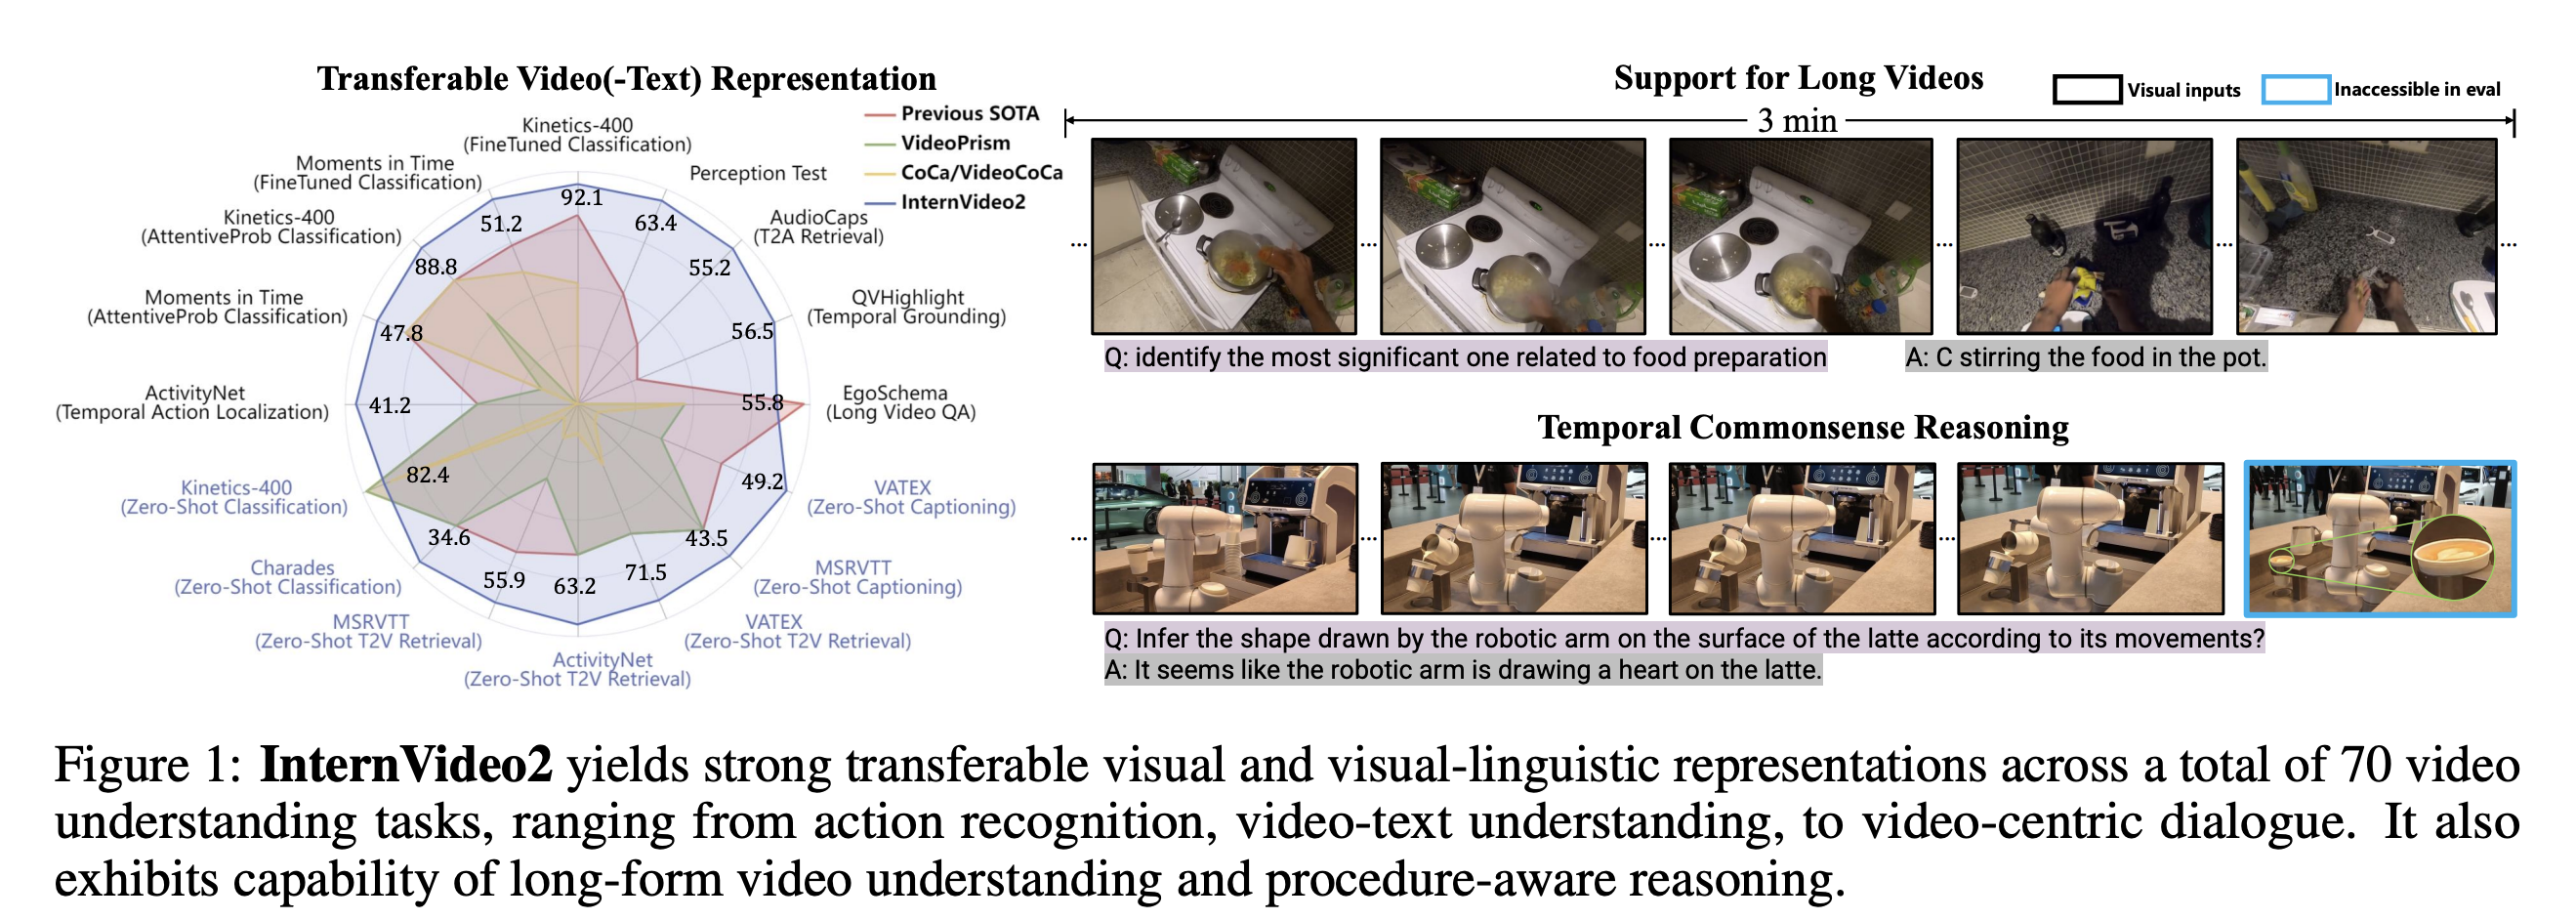 Transferable Video(-Text) Representation
Previous SOTA
VideoPrism
CoCa/VideoCoCa
InternVideo2
Kinetics-400
(FineTuned Classification)
Perception Test
AudioCaps
(T2A Retrieval)
QVHighlight
(Temporal Grounding)
EgoSchema
(Long Video QA)
VATEX
(Zero-Shot Captioning)
MSRVTT
(Zero-Shot Captioning)
VATEX
(Zero-Shot T2V Retrieval)
ActivityNet
(Zero-Shot T2V Retrieval)
MSRVTT
(Zero-Shot T2V Retrieval)
Charades
(Zero-Shot Classification)
Kinetics-400
(Zero-Shot Classification)
ActivityNet
(Temporal Action Localization)
Moments in Time
(AttentiveProb Classification)
Kinetics-400
(AttentiveProb Classification)
Moments in Time
(FineTuned Classification)
92.1
63.4
55.2
56.5
55.8
49.2
43.5
71.5
63.2
55.9
34.6
82.4
41.2
47.8
88.8
51.2
Support for Long Videos
Visual inputs
Inaccessible in eval
3 min
... ... ... ... ... ...
Q: identify the most significant one related to food preparation
A: C stirring the food in the pot.
Temporal Commonsense Reasoning
... ... ... ...
Q: Infer the shape drawn by the robotic arm on the surface of the latte according to its movements?
A: It seems like the robotic arm is drawing a heart on the latte.
Figure 1: InternVideo2 yields strong transferable visual and visual-linguistic representations across a total of 70 video
understanding tasks, ranging from action recognition, video-text understanding, to video-centric dialogue. It also
exhibits capability of long-form video understanding and procedure-aware reasoning.